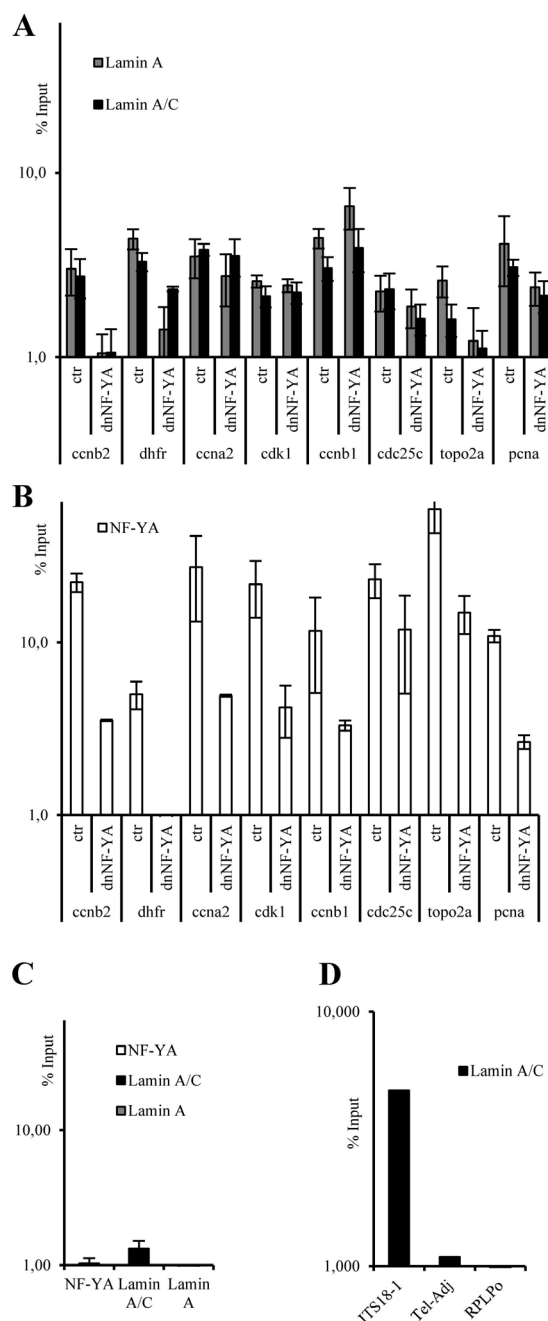 A
Lamin A
Lamin A/C
% Input
10,0
1,0
ctr dnNF-YA ctr dnNF-YA ctr dnNF-YA ctr dnNF-YA ctr dnNF-YA ctr dnNF-YA ctr dnNF-YA ctr dnNF-YA
ccnb2 dhfr ccna2 cdk1 ccnb1 cdc25c topo2a pcna
B
NF-YA
% Input
10,0
1,0
ctr dnNF-YA ctr dnNF-YA ctr dnNF-YA ctr dnNF-YA ctr dnNF-YA ctr dnNF-YA ctr dnNF-YA ctr dnNF-YA
ccnb2 dhfr ccna2 cdk1 ccnb1 cdc25c topo2a pcna
C
NF-YA
Lamin A/C
Lamin A
% Input
10,00
1,00
NF-YA Lamin A/C Lamin A
D
10,000
Lamin A/C
% Input
1,000
ITS18-1 Tel-Adj RPLPo